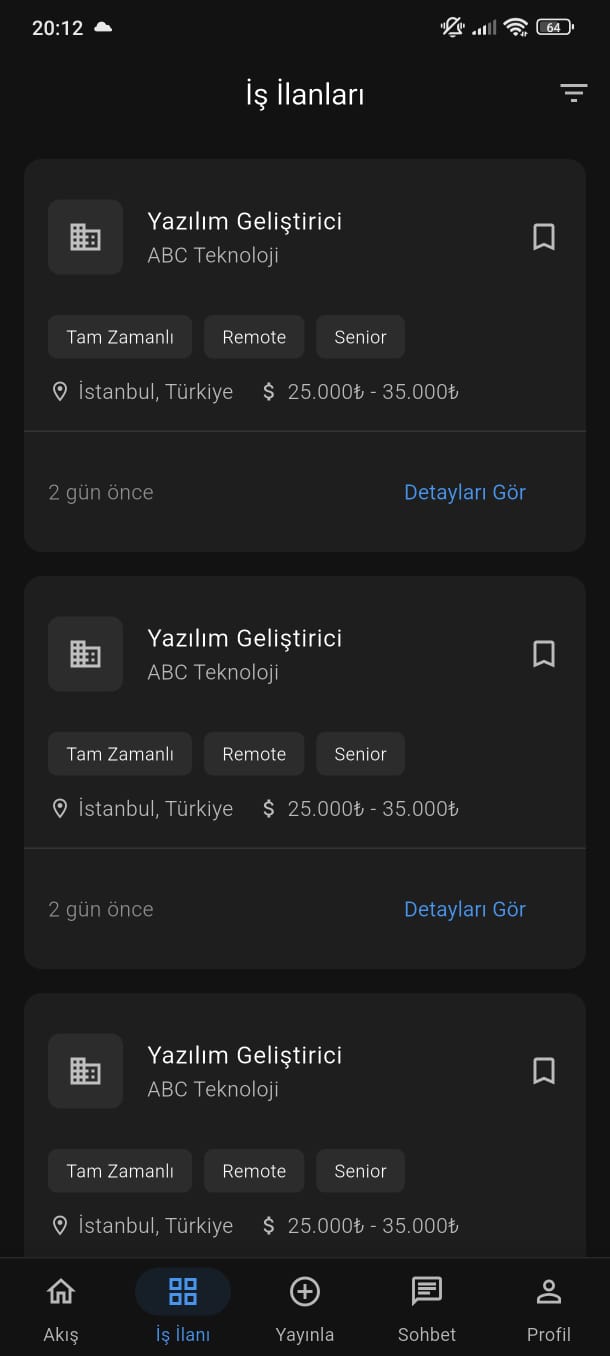 20:12
64
İş İlanları
Yazılım Geliştirici
ABC Teknoloji
Tam Zamanlı Remote Senior
İstanbul, Türkiye $ 25.000₺ - 35.000₺
2 gün önce Detayları Gör
Yazılım Geliştirici
ABC Teknoloji
Tam Zamanlı Remote Senior
İstanbul, Türkiye $ 25.000₺ - 35.000₺
2 gün önce Detayları Gör
Yazılım Geliştirici
ABC Teknoloji
Tam Zamanlı Remote Senior
İstanbul, Türkiye $ 25.000₺ - 35.000₺
Akış İş İlanı Yayınla Sohbet Profil